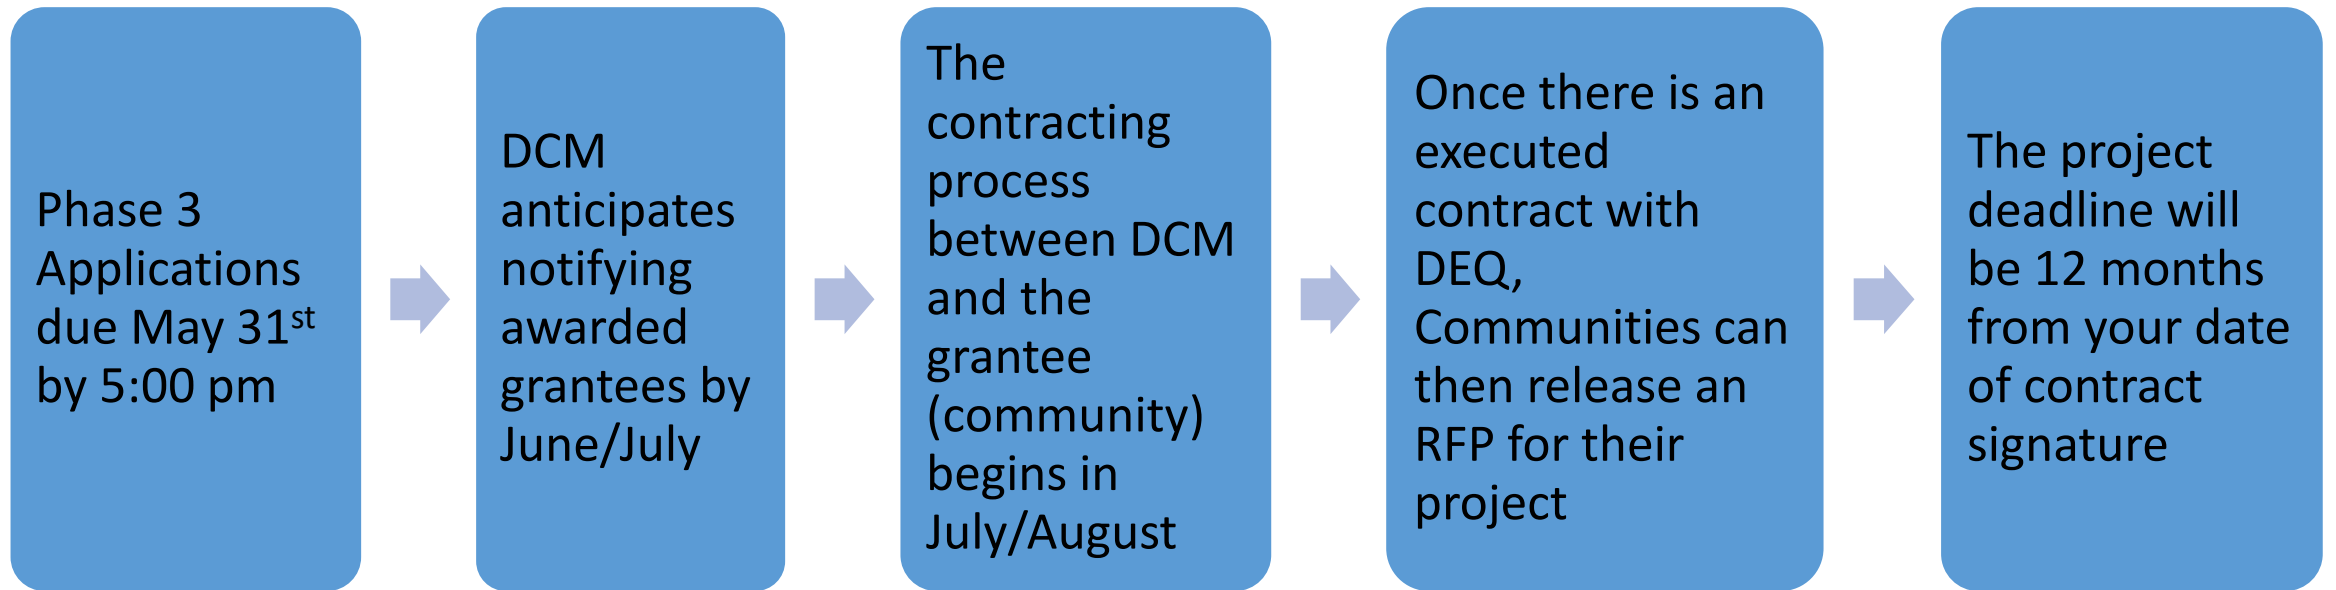 Phase 3
Applications
due May 31st
by 5:00 pm
DCM
anticipates
notifying
awarded
grantees by
June/July
The
contracting
process
between DCM
and the
grantee
(community)
begins in
July/August
Once there is an
executed
contract with
DEQ,
Communities can
then release an
RFP for their
project
The project
deadline will
be 12 months
from your date
of contract
signature